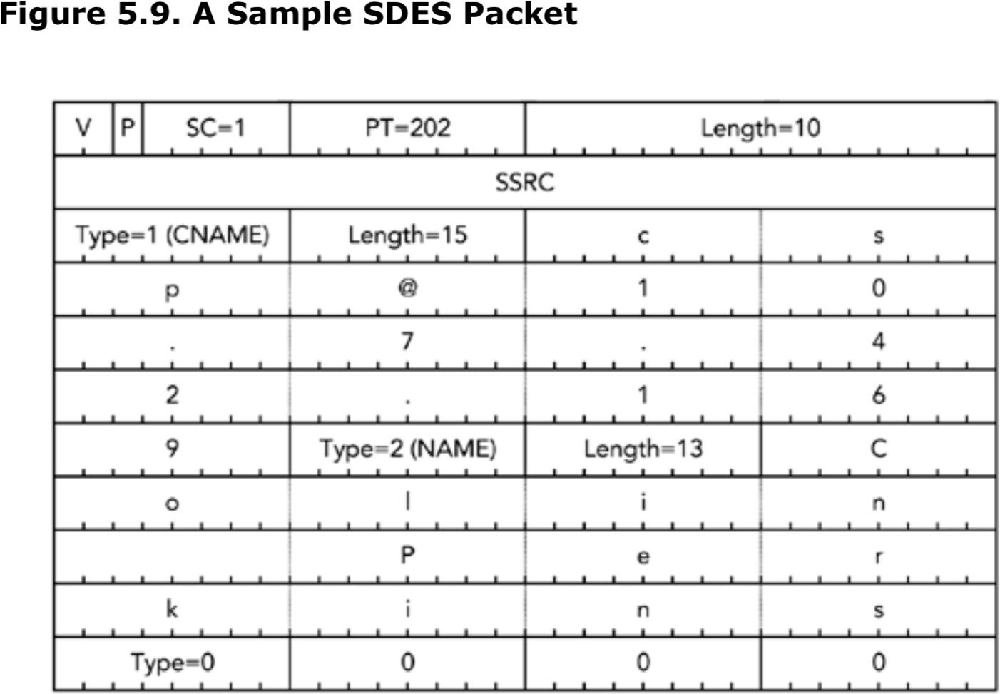 Figure 5.9. A Sample SDES Packet
V P SC=1 PT=202 Length=10
SSRC
Type=1 (CNAME) Length=15 c s
p @ 1 0
. 7 . 4
2 . 1 6
9 Type=2 (NAME) Length=13 C
o l i n
P e r
k i n s
Type=0 0 0 0